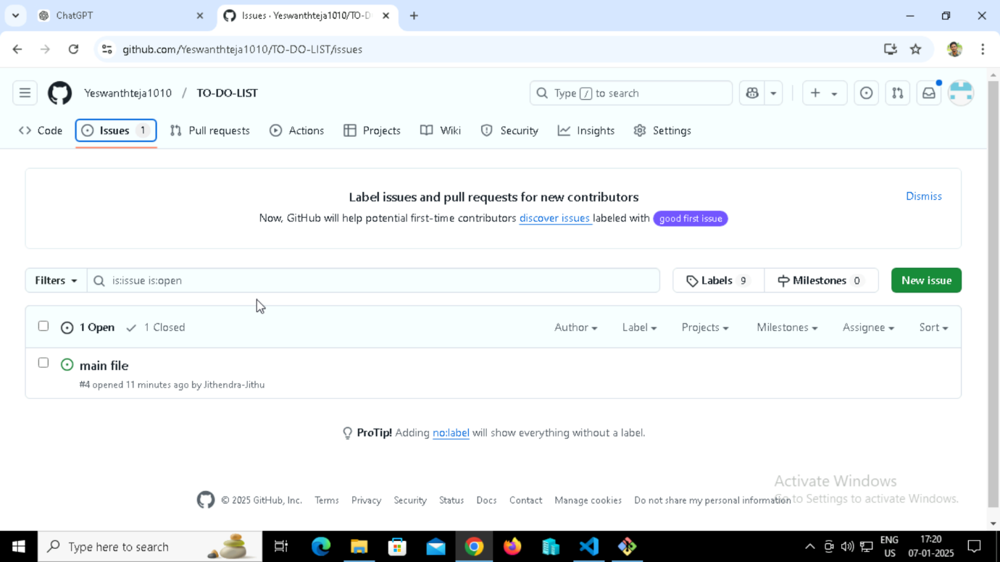 ChatGPT
Issues · Yeswanthteja1010/TO-D
github.com/Yeswanthteja1010/TO-DO-LIST/issues
Yeswanthteja1010 / TO-DO-LIST
Type / to search
Code
Issues 1
Pull requests
Actions
Projects
Wiki
Security
Insights
Settings
Label issues and pull requests for new contributors
Dismiss
Now, GitHub will help potential first-time contributors discover issues labeled with good first issue
Filters
is:issue is:open
Labels 9
Milestones 0
New issue
1 Open
1 Closed
Author
Label
Projects
Milestones
Assignee
Sort
main file
#4 opened 11 minutes ago by Jithendra-Jithu
ProTip! Adding no:label will show everything without a label.
Activate Windows
Go to Settings to activate Windows.
© 2025 GitHub, Inc.
Terms
Privacy
Security
Status
Docs
Contact
Manage cookies
Do not share my personal information
Type here to search
ENG
US
17:20
07-01-2025